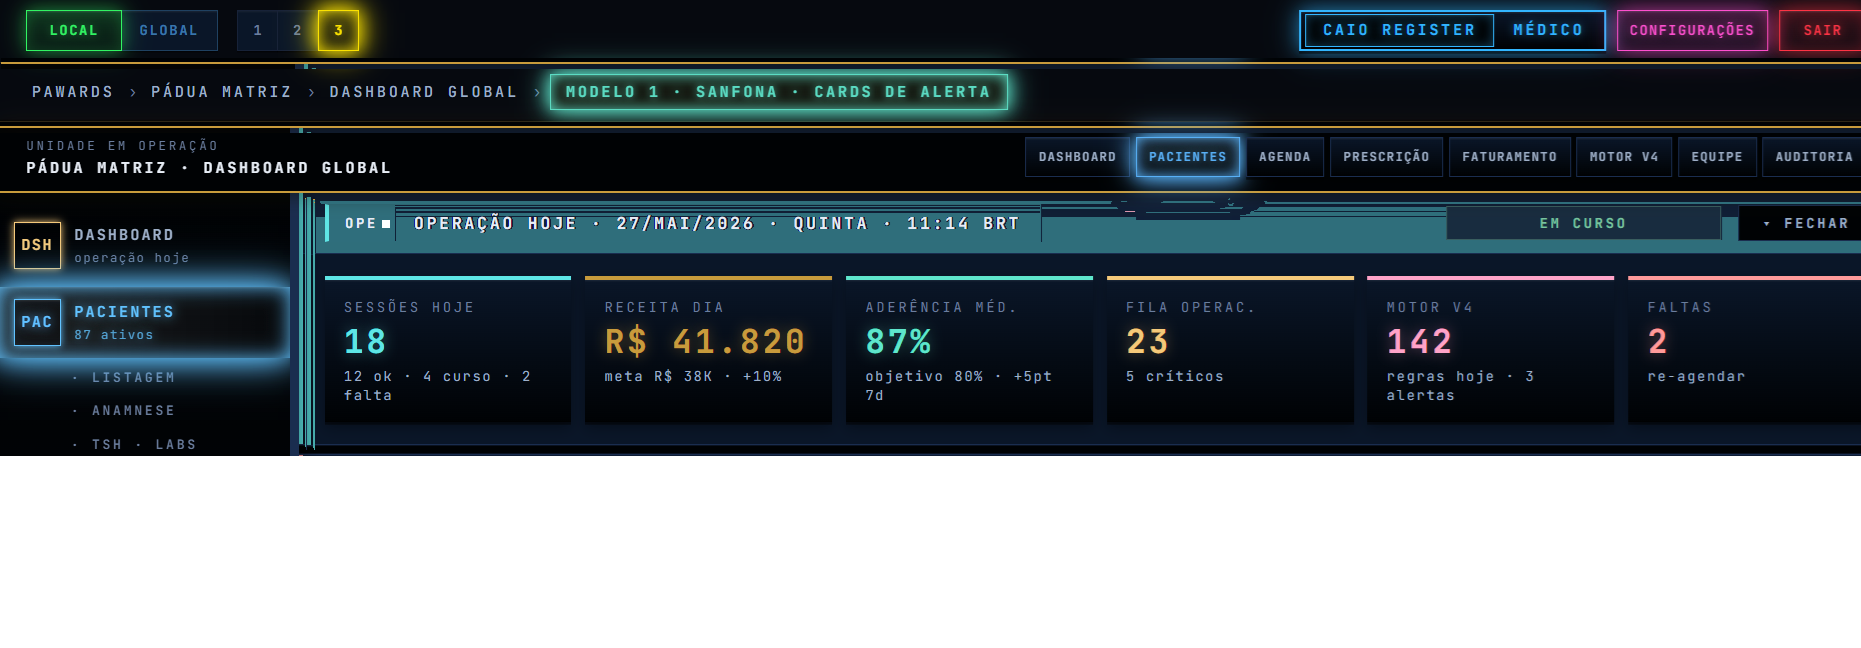 LOCAL GLOBAL 1 2 3 CAIO REGISTER MÉDICO CONFIGURAÇÕES SAIR
PAWARDS › PÁDUA MATRIZ › DASHBOARD GLOBAL › MODELO 1 · SANFONA · CARDS DE ALERTA
UNIDADE EM OPERAÇÃO
PÁDUA MATRIZ · DASHBOARD GLOBAL
DASHBOARD PACIENTES AGENDA PRESCRIÇÃO FATURAMENTO MOTOR V4 EQUIPE AUDITORIA
DSH DASHBOARD
operação hoje
PAC PACIENTES
87 ativos
· LISTAGEM
· ANAMNESE
· TSH · LABS
OPE OPERAÇÃO HOJE · 27/MAI/2026 · QUINTA · 11:14 BRT EM CURSO ▾ FECHAR
SESSÕES HOJE
18
12 ok · 4 curso · 2
falta
RECEITA DIA
R$ 41.820
meta R$ 38K · +10%
ADERÊNCIA MÉD.
87%
objetivo 80% · +5pt
7d
FILA OPERAC.
23
5 críticos
MOTOR V4
142
regras hoje · 3
alertas
FALTAS
2
re-agendar